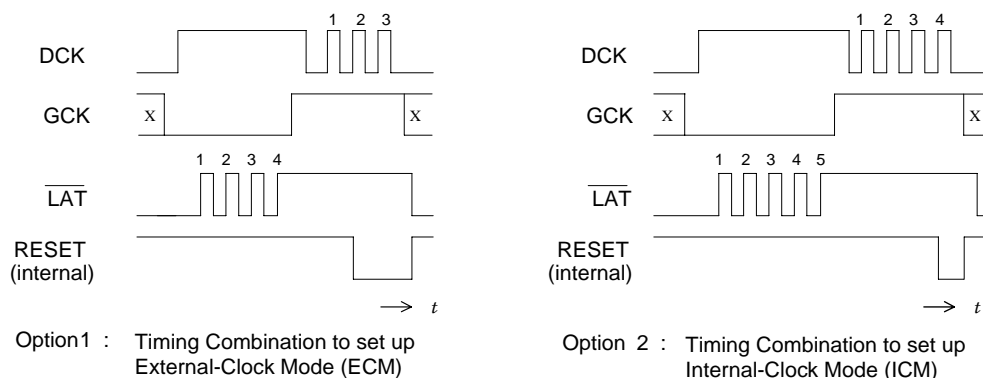 1 2 3
DCK
GCK X X
1 2 3 4
LAT
RESET
(internal)
t
Option1 : Timing Combination to set up
External-Clock Mode (ECM)
1 2 3 4
DCK
GCK X X
1 2 3 4 5
LAT
RESET
(internal)
t
Option 2 : Timing Combination to set up
Internal-Clock Mode (ICM)